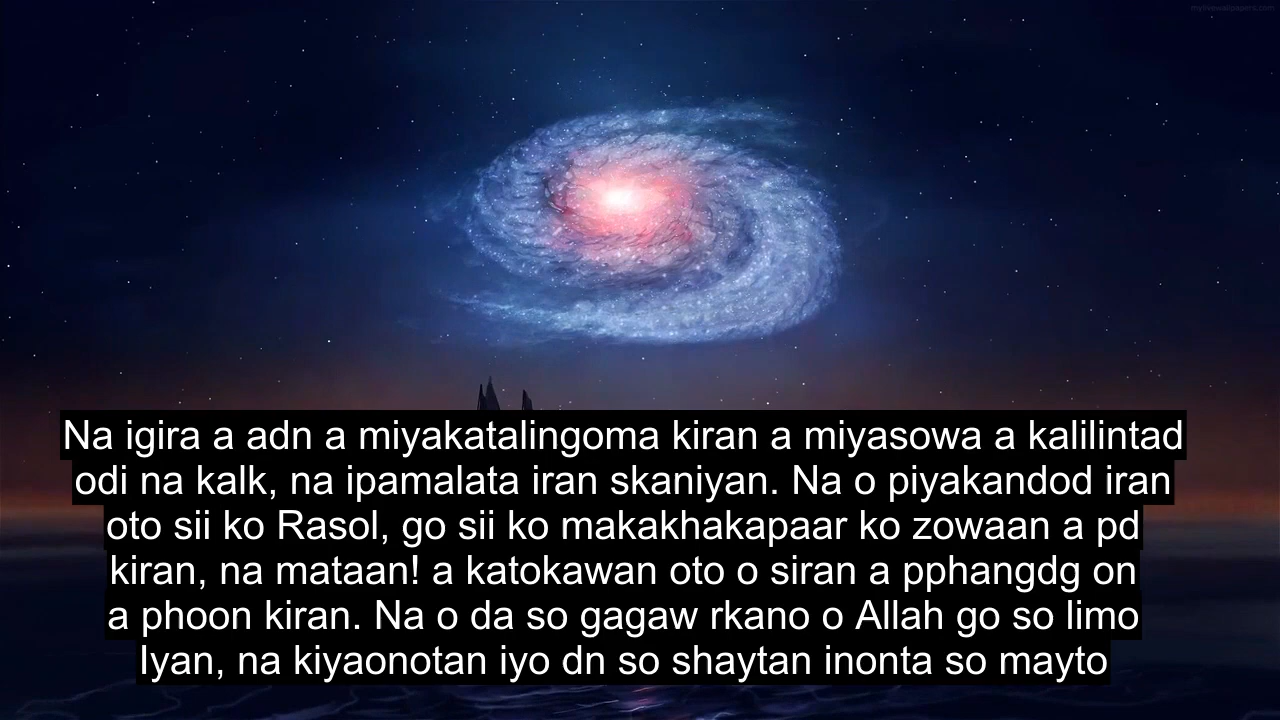 mylivewallpapers.com
Na igira a adn a miyakatalingoma kiran a miyasowa a kalilintad
odi na kalk, na ipamalata iran skaniyan. Na o piyakandod iran
oto sii ko Rasol, go sii ko makakhakapaar ko zowaan a pd
kiran, na mataan! a katokawan oto o siran a pphangdg on
a phoon kiran. Na o da so gagaw rkano o Allah go so limo
Iyan, na kiyaonotan iyo dn so shaytan inonta so mayto